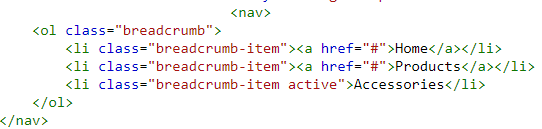 <nav>
<ol class="breadcrumb">
<li class="breadcrumb-item"><a href="#">Home</a></li>
<li class="breadcrumb-item"><a href="#">Products</a></li>
<li class="breadcrumb-item active">Accessories</li>
</ol>
</nav>